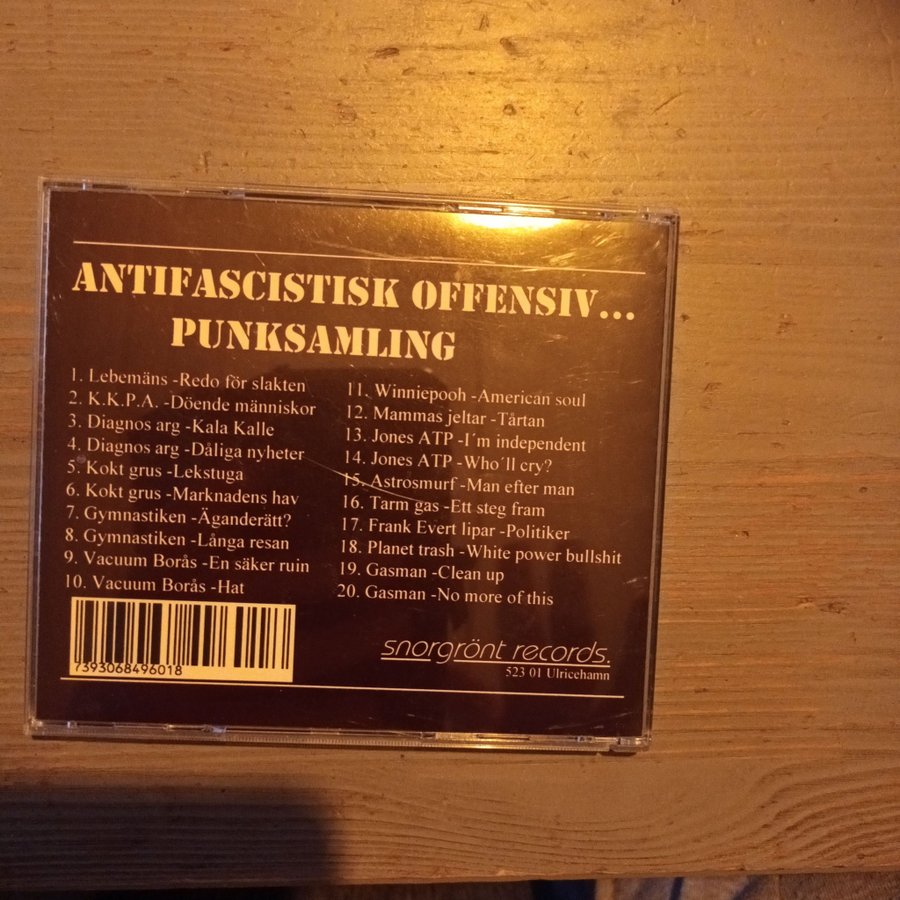 ANTIFASCISTISK OFFENSIV...
PUNKSAMLING
1. Lebemäns -Redo för slakten
2. K.K.P.A. -Döende människor
3. Diagnos arg -Kala Kalle
4. Diagnos arg -Dåliga nyheter
5. Kokt grus -Lekstuga
6. Kokt grus -Marknadens hav
7. Gymnastiken -Äganderätt?
8. Gymnastiken -Långa resan
9. Vacuum Borås -En säker ruin
10. Vacuum Borås -Hat
11. Winniepooh -American soul
12. Mammas jeltar -Tårtan
13. Jones ATP -I´m independent
14. Jones ATP -Who´ll cry?
15. Astrosmurf -Man efter man
16. Tarm gas -Ett steg fram
17. Frank Evert lipar -Politiker
18. Planet trash -White power bullshit
19. Gasman -Clean up
20. Gasman -No more of this
7393068496018
snorgrönt records.
523 01 Ulricehamn